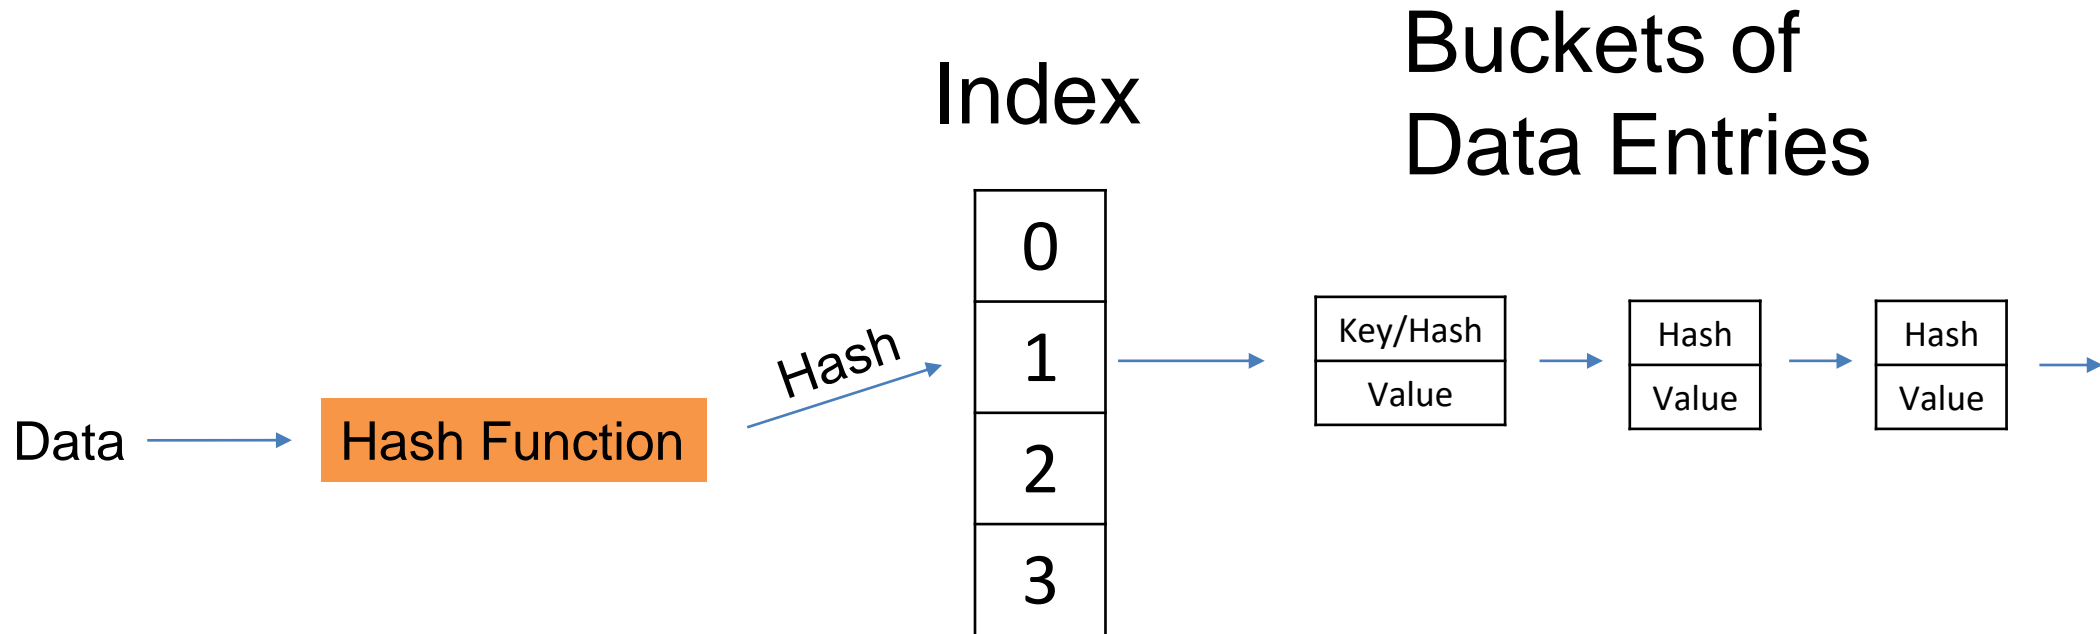 Index
Buckets of
Data Entries
Data
Hash Function
Hash
0
1
2
3
Key/Hash
Value
Hash
Value
Hash
Value